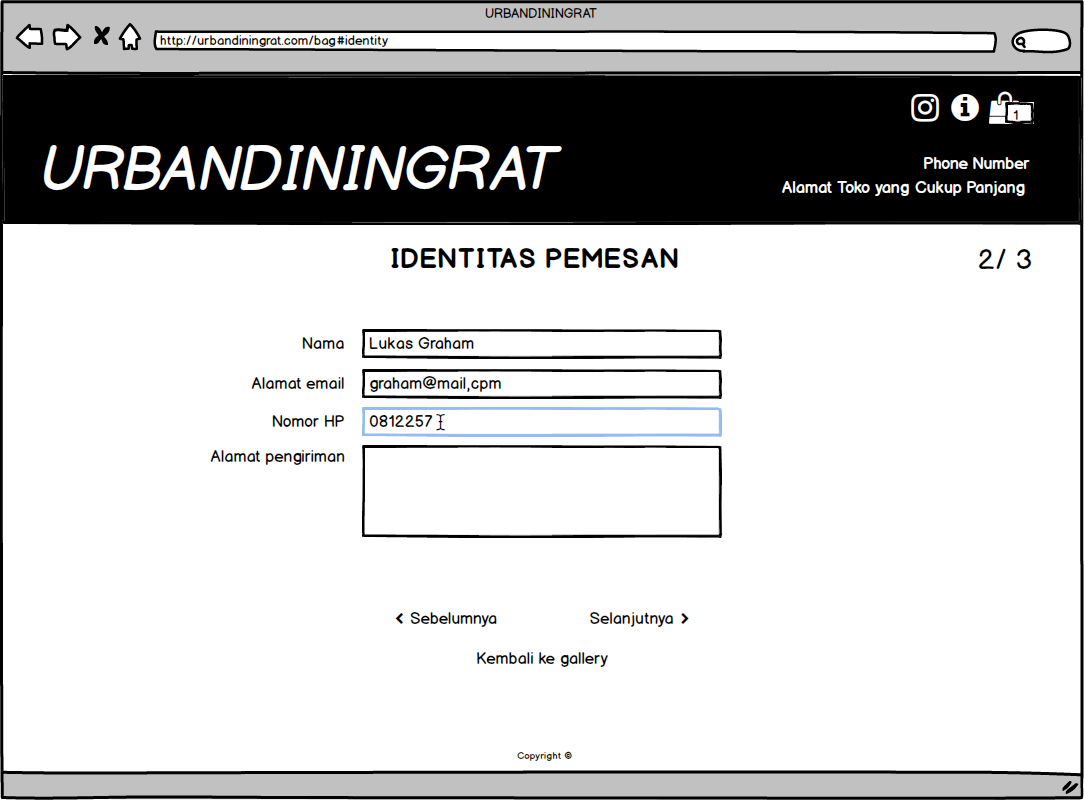 URBANDININGRAT
http://urbandiningrat.com/bag#identity
1
URBANDININGRAT
Phone Number
Alamat Toko yang Cukup Panjang
IDENTITAS PEMESAN
2/ 3
Nama
Lukas Graham
Alamat email
graham@mail,cpm
Nomor HP
0812257
Alamat pengiriman
< Sebelumnya
Selanjutnya >
Kembali ke gallery
Copyright ©